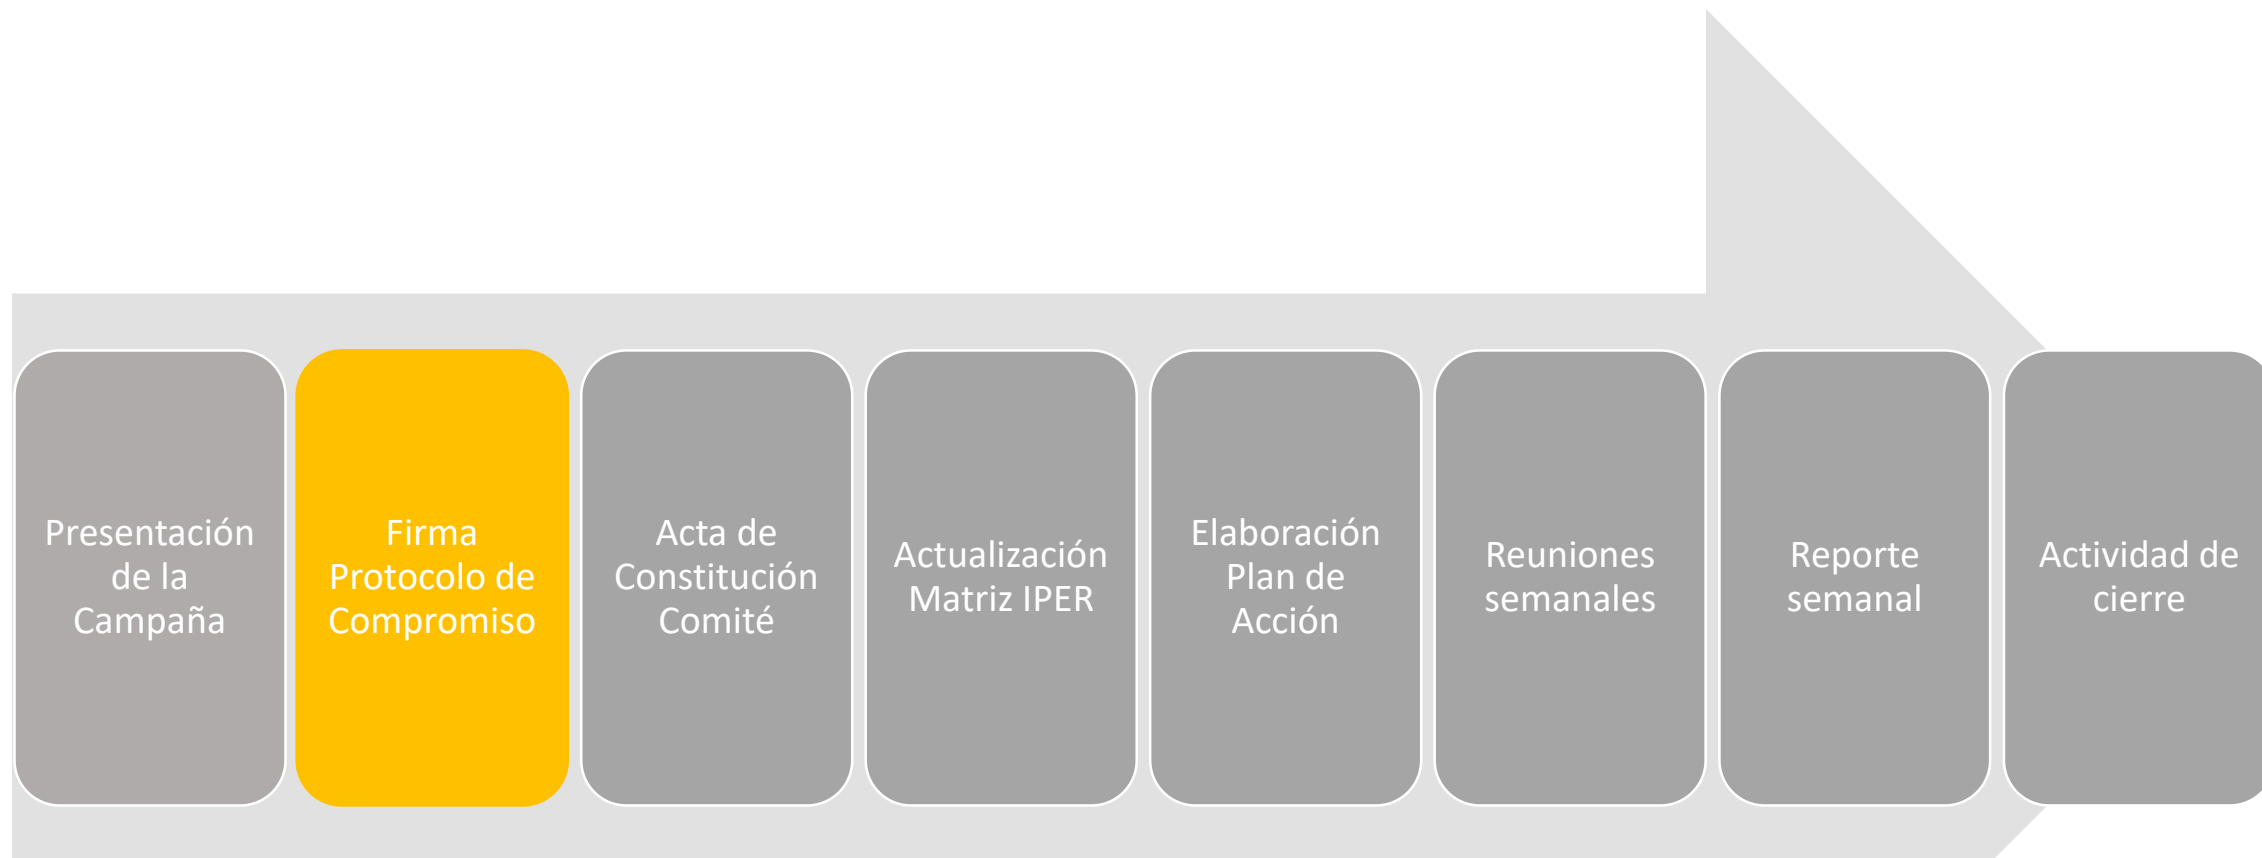 Presentación
de la
Campaña
Firma
Protocolo de
Compromiso
Acta de
Constitución
Comité
Actualización
Matriz IPER
Elaboración
Plan de
Acción
Reuniones
semanales
Reporte
semanal
Actividad de
cierre